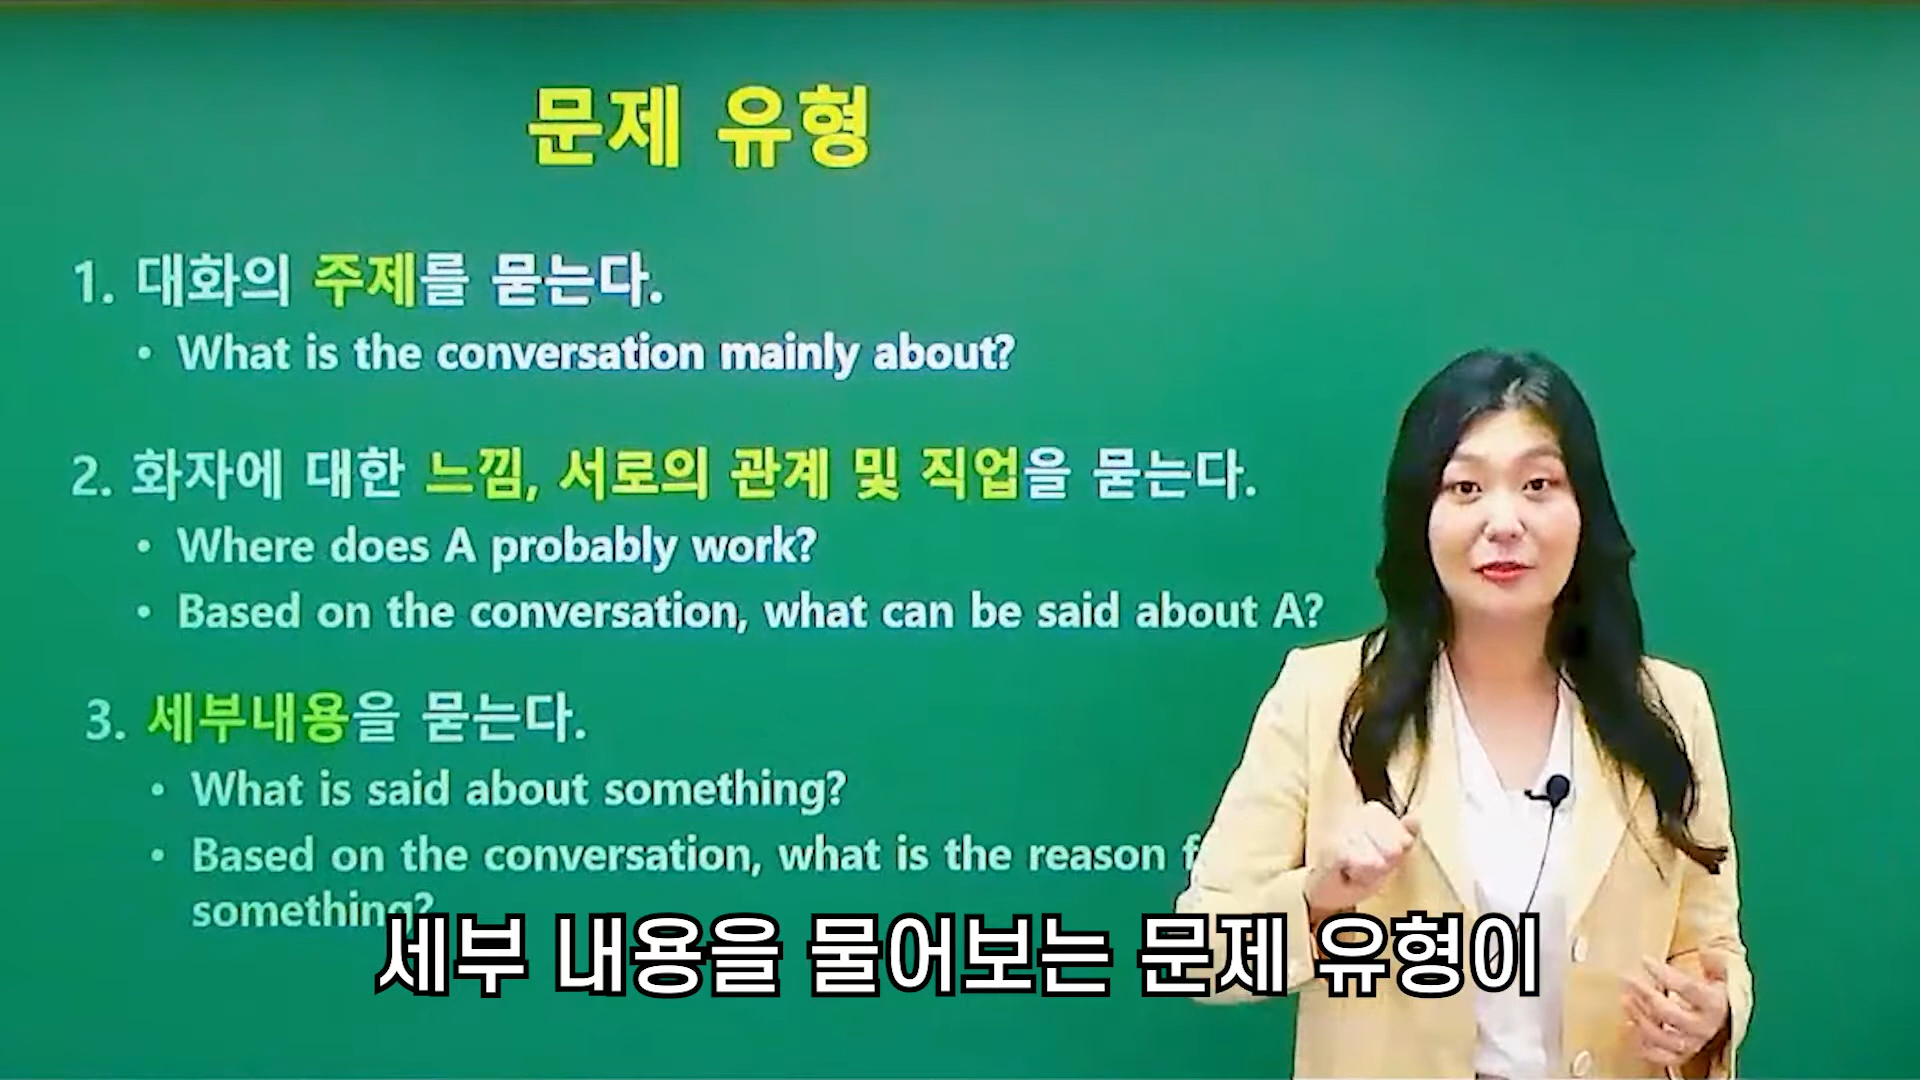 문제 유형
1. 대화의 주제를 묻는다.
• What is the conversation mainly about?
2. 화자에 대한 느낌, 서로의 관계 및 직업을 묻는다.
• Where does A probably work?
• Based on the conversation, what can be said about A?
3. 세부내용을 묻는다.
• What is said about something?
• Based on the conversation, what is the reason
something?
세부 내용을 물어보는 문제 유형이